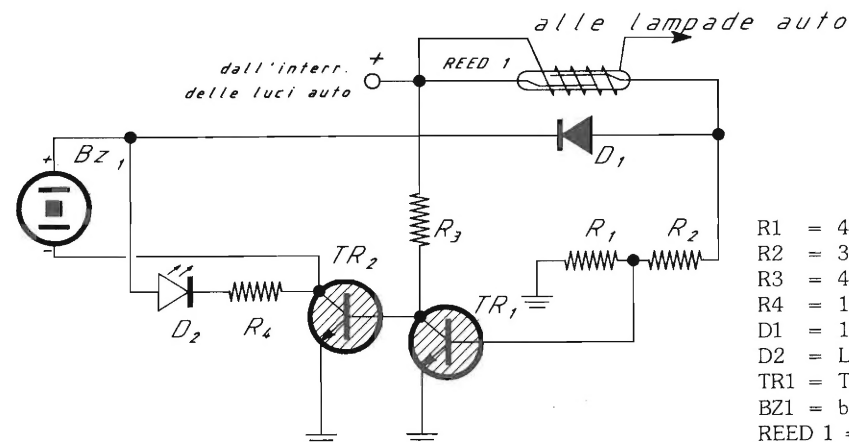 alle lampade auto
+
dall'interr.
delle luci auto
REED 1
+ Bz1
D1
-
R3
R1
R2
TR2
TR1
D2
R4
R1 = 4
R2 = 3
R3 = 4
R4 = 1
D1 = 1
D2 = L
TR1 = T
BZ1 = b
REED 1 =